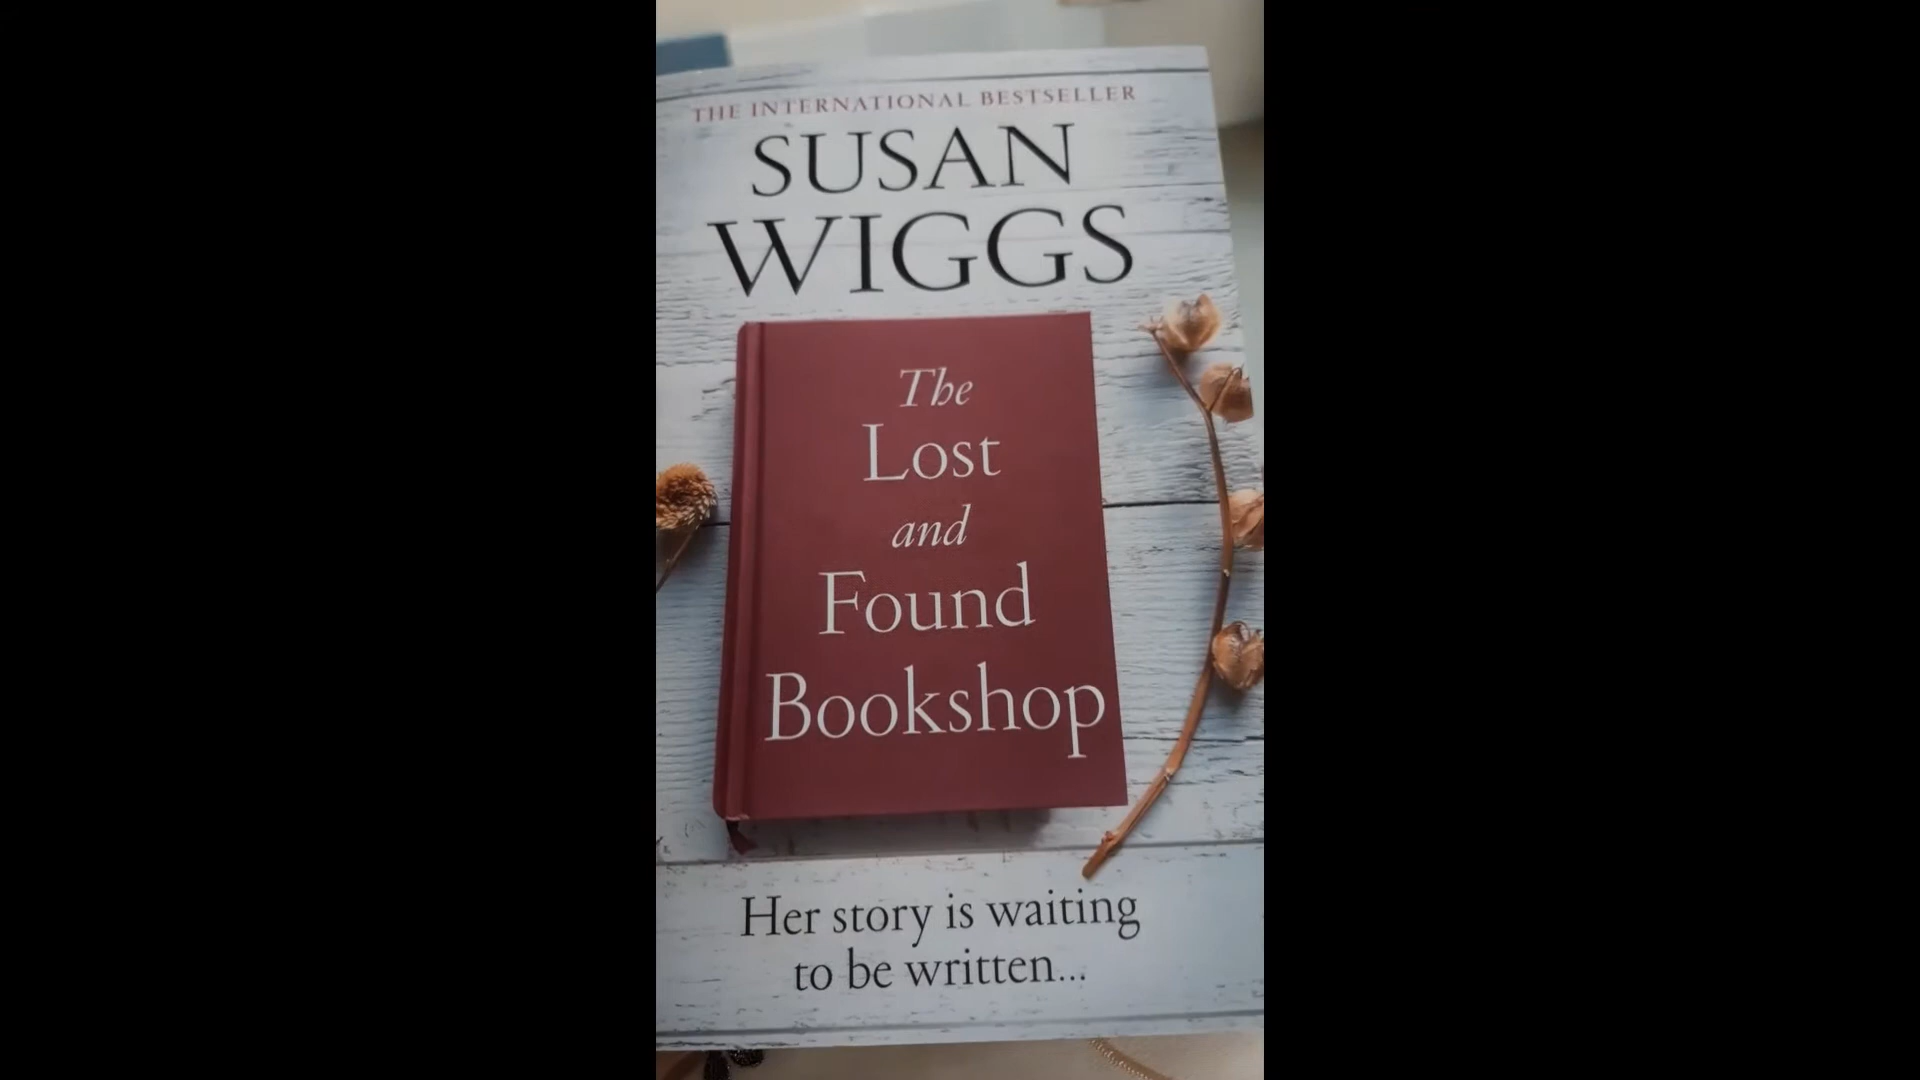 THE INTERNATIONAL BESTSELLER
SUSAN
WIGGS
The
Lost
and
Found
Bookshop
Her story is waiting
to be written...